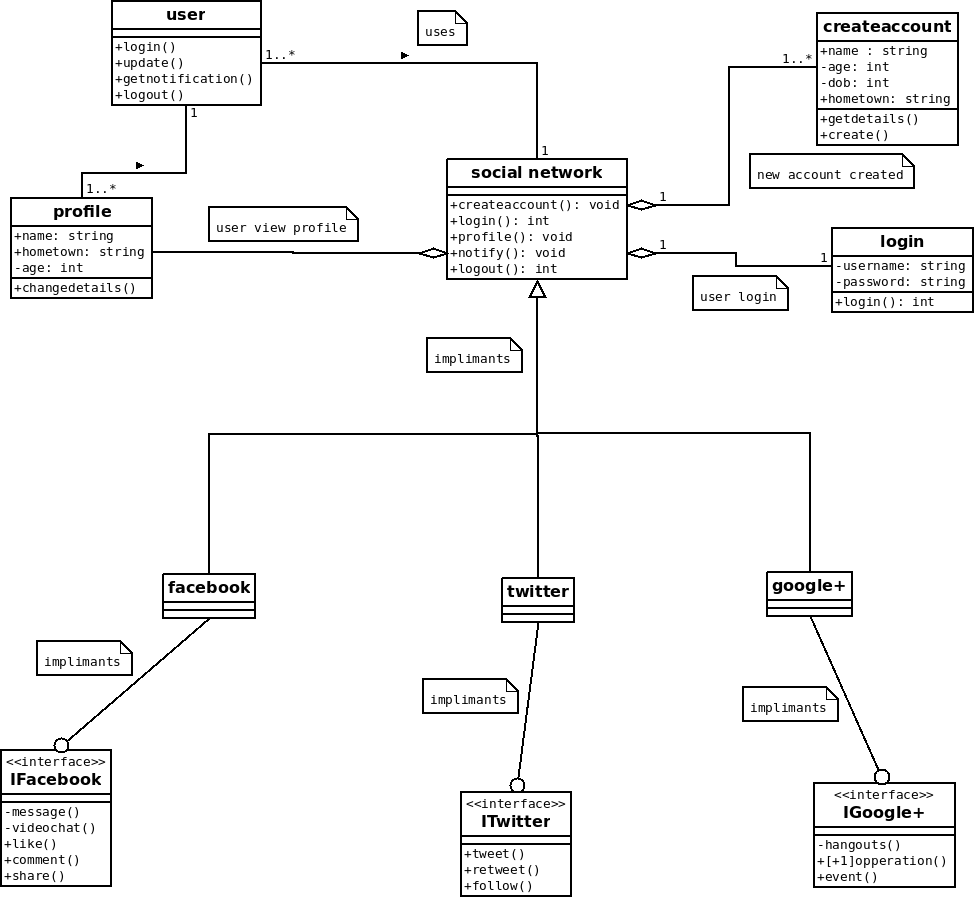 user
+login()
+update()
+getnotification()
+logout()
uses
1..*
1
createaccount
+name : string
-age: int
-dob: int
+hometown: string
+getdetails()
+create()
1..*
1
1..*
new account created
social network
+createaccount(): void
+login(): int
+profile(): void
+notify(): void
+logout(): int
1
1
1
profile
+name: string
+hometown: string
-age: int
+changedetails()
user view profile
login
-username: string
-password: string
+login(): int
user login
implimants
facebook
twitter
google+
implimants
implimants
implimants
<<interface>>
IFacebook
-message()
-videochat()
+like()
+comment()
+share()
<<interface>>
ITwitter
+tweet()
+retweet()
+follow()
<<interface>>
IGoogle+
-hangouts()
+[+1]opperation()
+event()